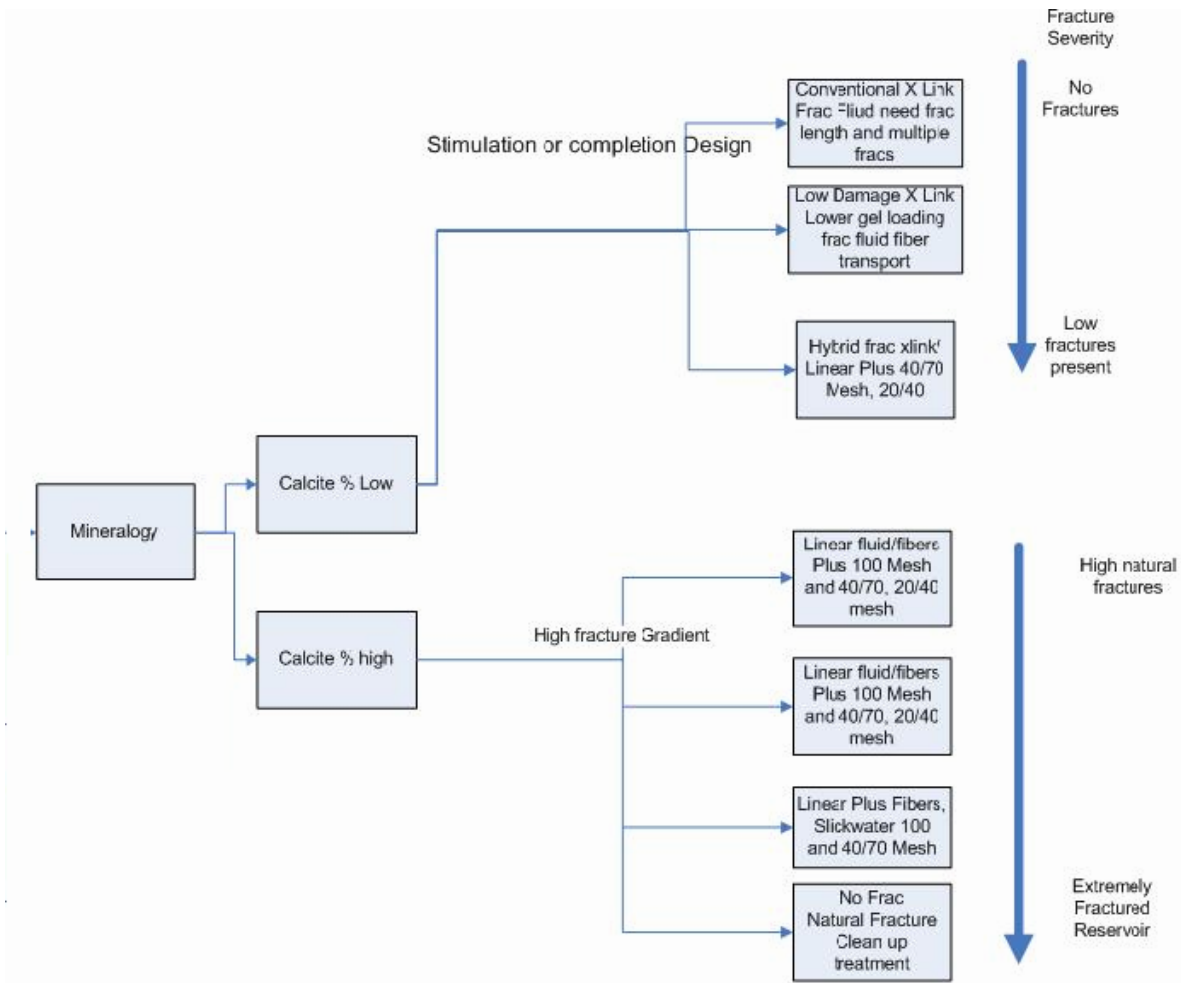 Fracture
Severity
No
Fractures
Conventional X Link
Frac Fliud need frac
length and multiple
fracs
Stimulation or completion Design
Low Damage X Link
Lower gel loading
frac fluid fiber
transport
Low
fractures
present
Hybrid frac xlink/
Linear Plus 40/70
Mesh, 20/40
Calcite % Low
Mineralogy
Calcite % high
High fracture Gradient
Linear fluid/fibers
Plus 100 Mesh
and 40/70, 20/40
mesh
High natural
fractures
Linear fluid/fibers
Plus 100 Mesh
and 40/70, 20/40
mesh
Linear Plus Fibers,
Slickwater 100
and 40/70 Mesh
No Frac
Natural Fracture
Clean up
treatment
Extremely
Fractured
Reservoir